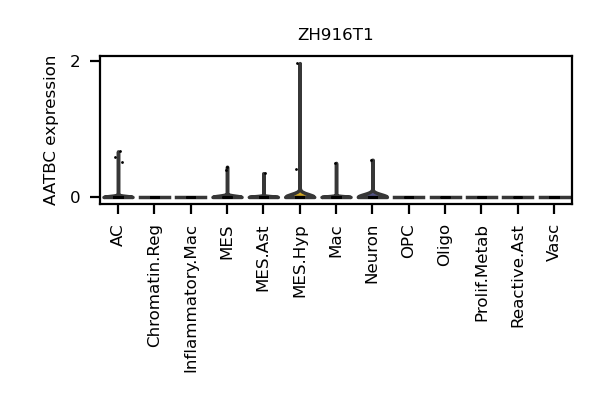 ZH916T1
AATBC expression
2
0
AC
Chromatin.Reg
Inflammatory.Mac
MES
MES.Ast
MES.Hyp
Mac
Neuron
OPC
Oligo
Prolif.Metab
Reactive.Ast
Vasc